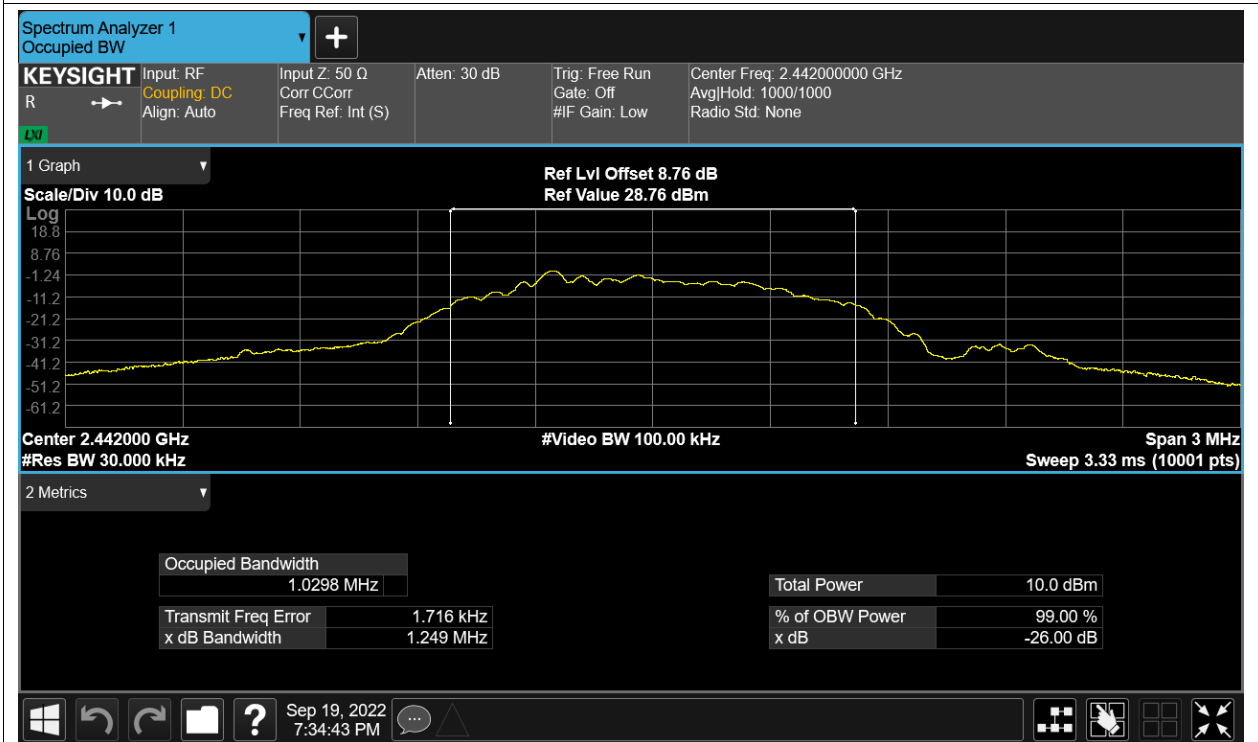 Spectrum Analyzer 1
Occupied BW
KEYSIGHT
R
LXI
Input: RF
Coupling: DC
Align: Auto
Input Z: 50 Ω
Corr CCorr
Freq Ref: Int (S)
Atten: 30 dB
Trig: Free Run
Gate: Off
#IF Gain: Low
Center Freq: 2.442000000 GHz
Avg|Hold: 1000/1000
Radio Std: None
1 Graph
Scale/Div 10.0 dB
Ref Lvl Offset 8.76 dB
Ref Value 28.76 dBm
Log
18.8
8.76
-1.24
-11.2
-21.2
-31.2
-41.2
-51.2
-61.2
Center 2.442000 GHz
#Video BW 100.00 kHz
Span 3 MHz
#Res BW 30.000 kHz
Sweep 3.33 ms (10001 pts)
2 Metrics
Occupied Bandwidth
1.0298 MHz
Total Power 10.0 dBm
Transmit Freq Error 1.716 kHz
% of OBW Power 99.00 %
x dB Bandwidth 1.249 MHz
x dB -26.00 dB
?
Sep 19, 2022
7:34:43 PM